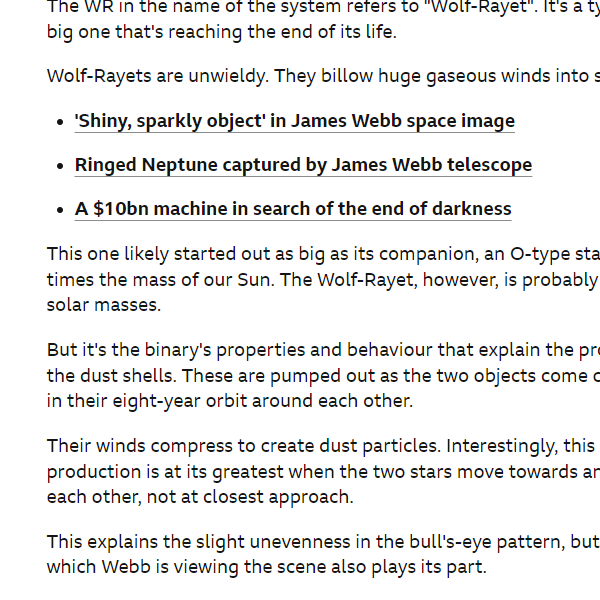 The WR in the name of the system refers to "Wolf-Rayet". It's a
big one that's reaching the end of its life.
Wolf-Rayets are unwieldy. They billow huge gaseous winds into
'Shiny, sparkly object' in James Webb space image
Ringed Neptune captured by James Webb telescope
A $10bn machine in search of the end of darkness
This one likely started out as big as its companion, an O-type
times the mass of our Sun. The Wolf-Rayet, however, is probably
solar masses.
But it's the binary's properties and behaviour that explain the
the dust shells. These are pumped out as the two objects come
in their eight-year orbit around each other.
Their winds compress to create dust particles. Interestingly, this
production is at its greatest when the two stars move towards
each other, not at closest approach.
This explains the slight unevenness in the bull's-eye pattern, but
which Webb is viewing the scene also plays its part.